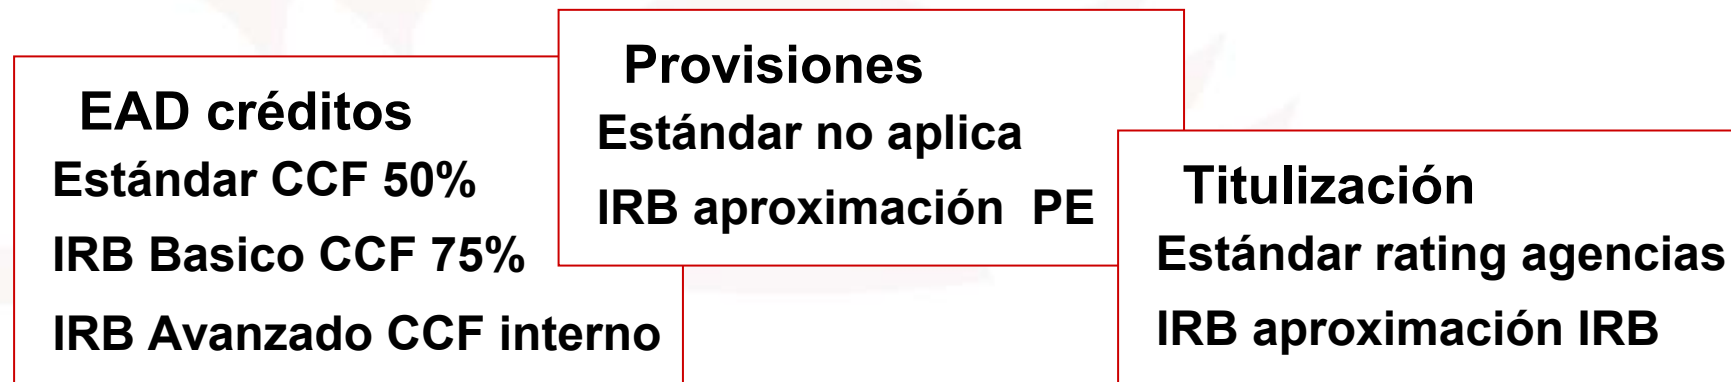 EAD créditos
Estándar CCF 50%
IRB Basico CCF 75%
IRB Avanzado CCF interno
Provisiones
Estándar no aplica
IRB aproximación PE
Titulización
Estándar rating agencias
IRB aproximación IRB